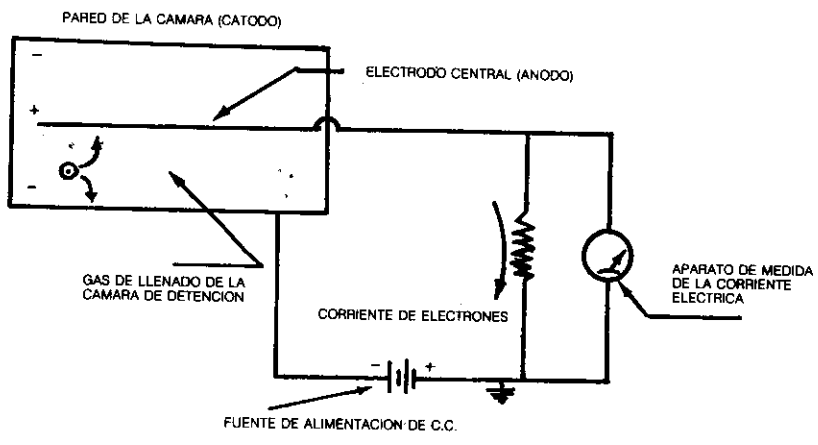 PARED DE LA CAMARA (CATODO)
ELECTRODO CENTRAL (ANODO)
−
+
−
GAS DE LLENADO DE LA
CAMARA DE DETENCION
CORRIENTE DE ELECTRONES
APARATO DE MEDIDA
DE LA CORRIENTE
ELECTRICA
− +
FUENTE DE ALIMENTACION DE C.C.